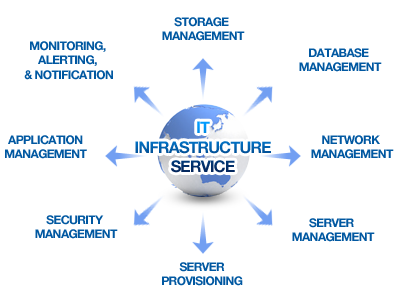 STORAGE
MANAGEMENT
MONITORING,
ALERTING,
& NOTIFICATION
DATABASE
MANAGEMENT
IT
INFRASTRUCTURE
SERVICE
APPLICATION
MANAGEMENT
NETWORK
MANAGEMENT
SECURITY
MANAGEMENT
SERVER
MANAGEMENT
SERVER
PROVISIONING